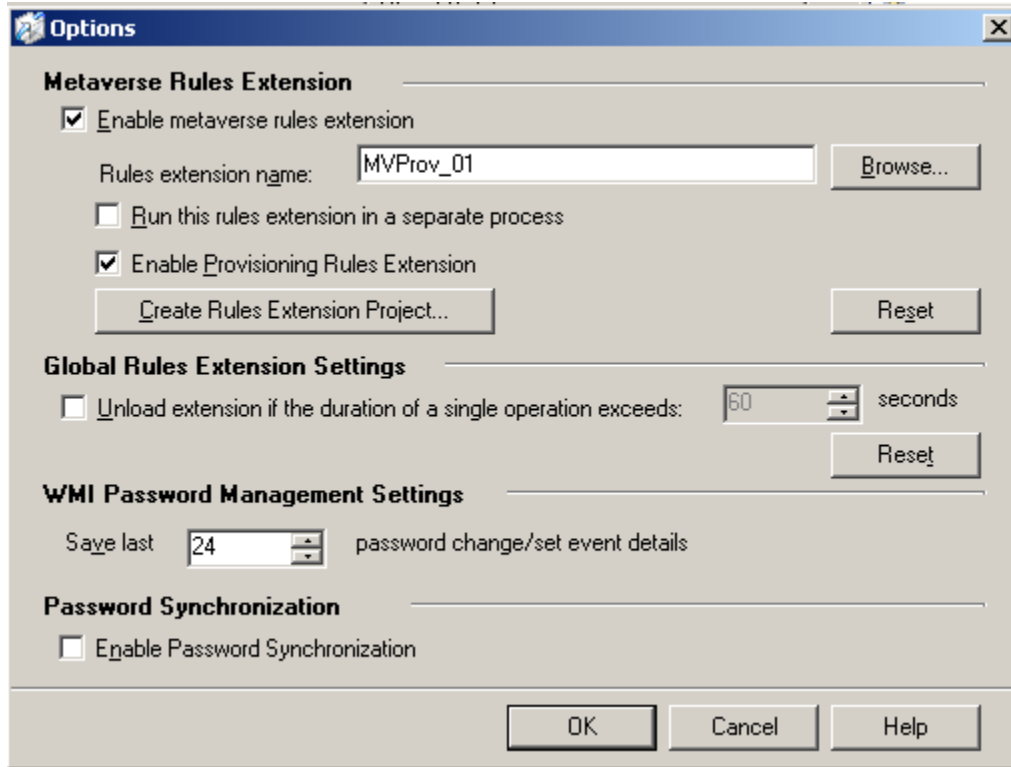 Options
Metaverse Rules Extension
Enable metaverse rules extension
Rules extension name: MVProv_01 Browse...
Run this rules extension in a separate process
Enable Provisioning Rules Extension
Create Rules Extension Project... Reset
Global Rules Extension Settings
Unload extension if the duration of a single operation exceeds: 60 seconds
Reset
WMI Password Management Settings
Save last 24 password change/set event details
Password Synchronization
Enable Password Synchronization
OK Cancel Help